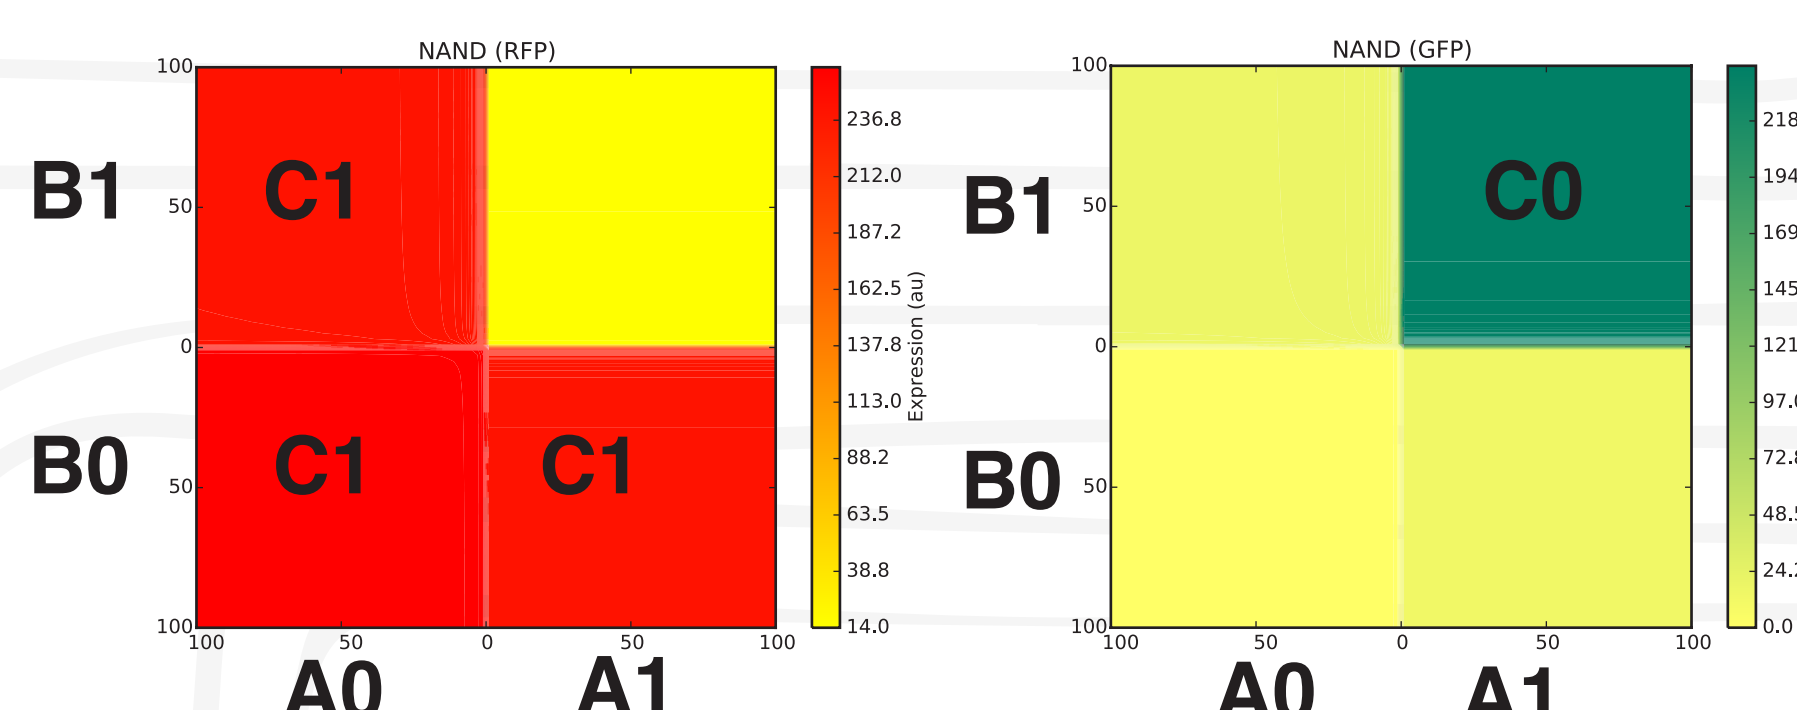 NAND (RFP)
100
50
0
50
100
100
50
0
50
100
B1
B0
C1
C1
C1
A0
A1
236.8
212.0
187.2
162.5
137.8
113.0
88.2
63.5
38.8
14.0
Expression (au)
NAND (GFP)
100
50
0
50
100
100
50
0
50
100
B1
B0
C0
A0
A1
218
194
169
145
121
97.0
72.8
48.5
24.2
0.0